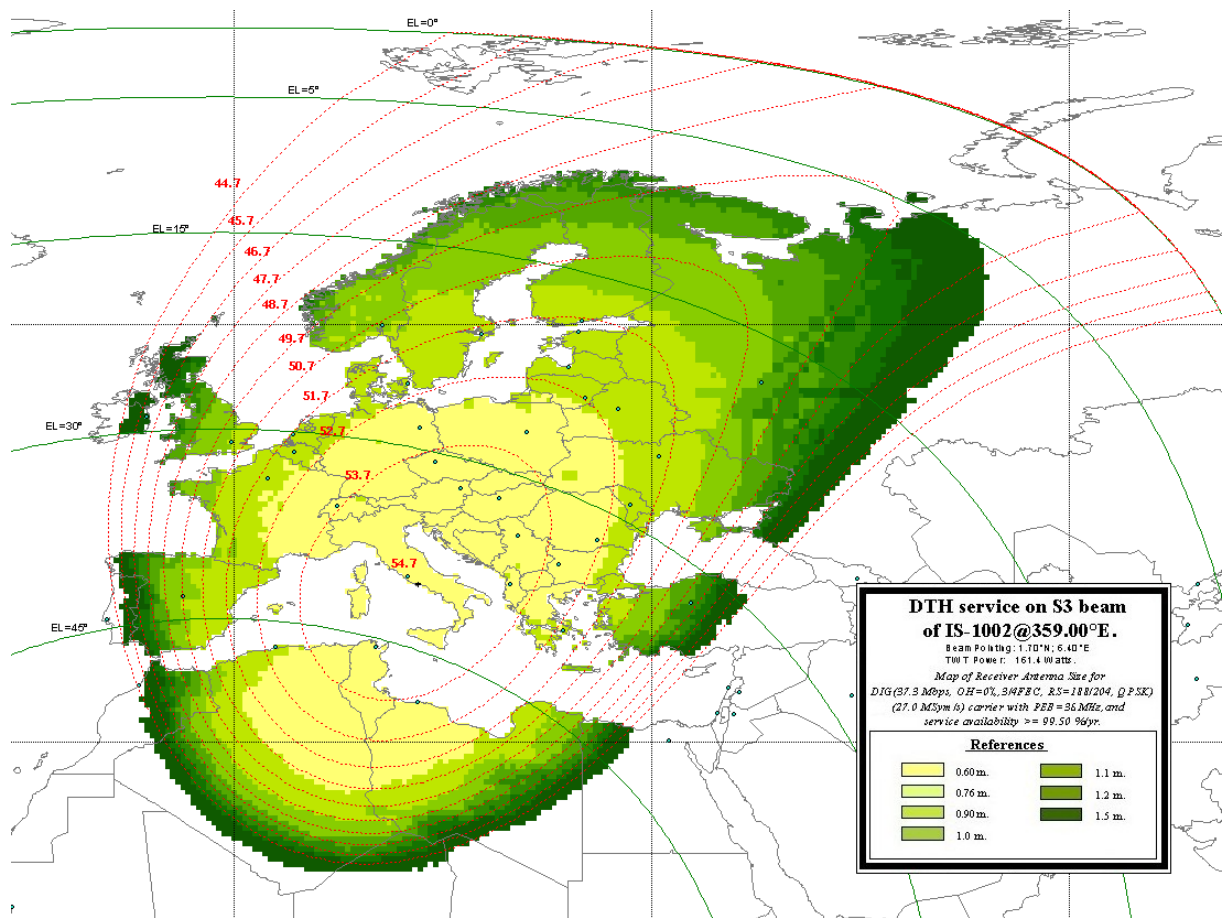 EL=0°
EL=5°
44.7
45.7
EL=15°
46.7
47.7
48.7
49.7
50.7
51.7
EL=30°
52.7
53.7
54.7
EL=45°
DTH service on S3 beam
of IS-1002@359.00°E.
Beam Pointing: 1.70°N; 6.40°E
TWT Power: 161.4 Watts.
Map of Receiver Antenna Size for
DIG(37.3 Mbps, OH=0%, 3/4FEC, RS=188/204, QPSK)
(27.0 MSym/s) carrier with PEB=36MHz, and
service availability >= 99.50 %/yr.
References
0.60 m.
0.76 m.
0.90 m.
1.0 m.
1.1 m.
1.2 m.
1.5 m.